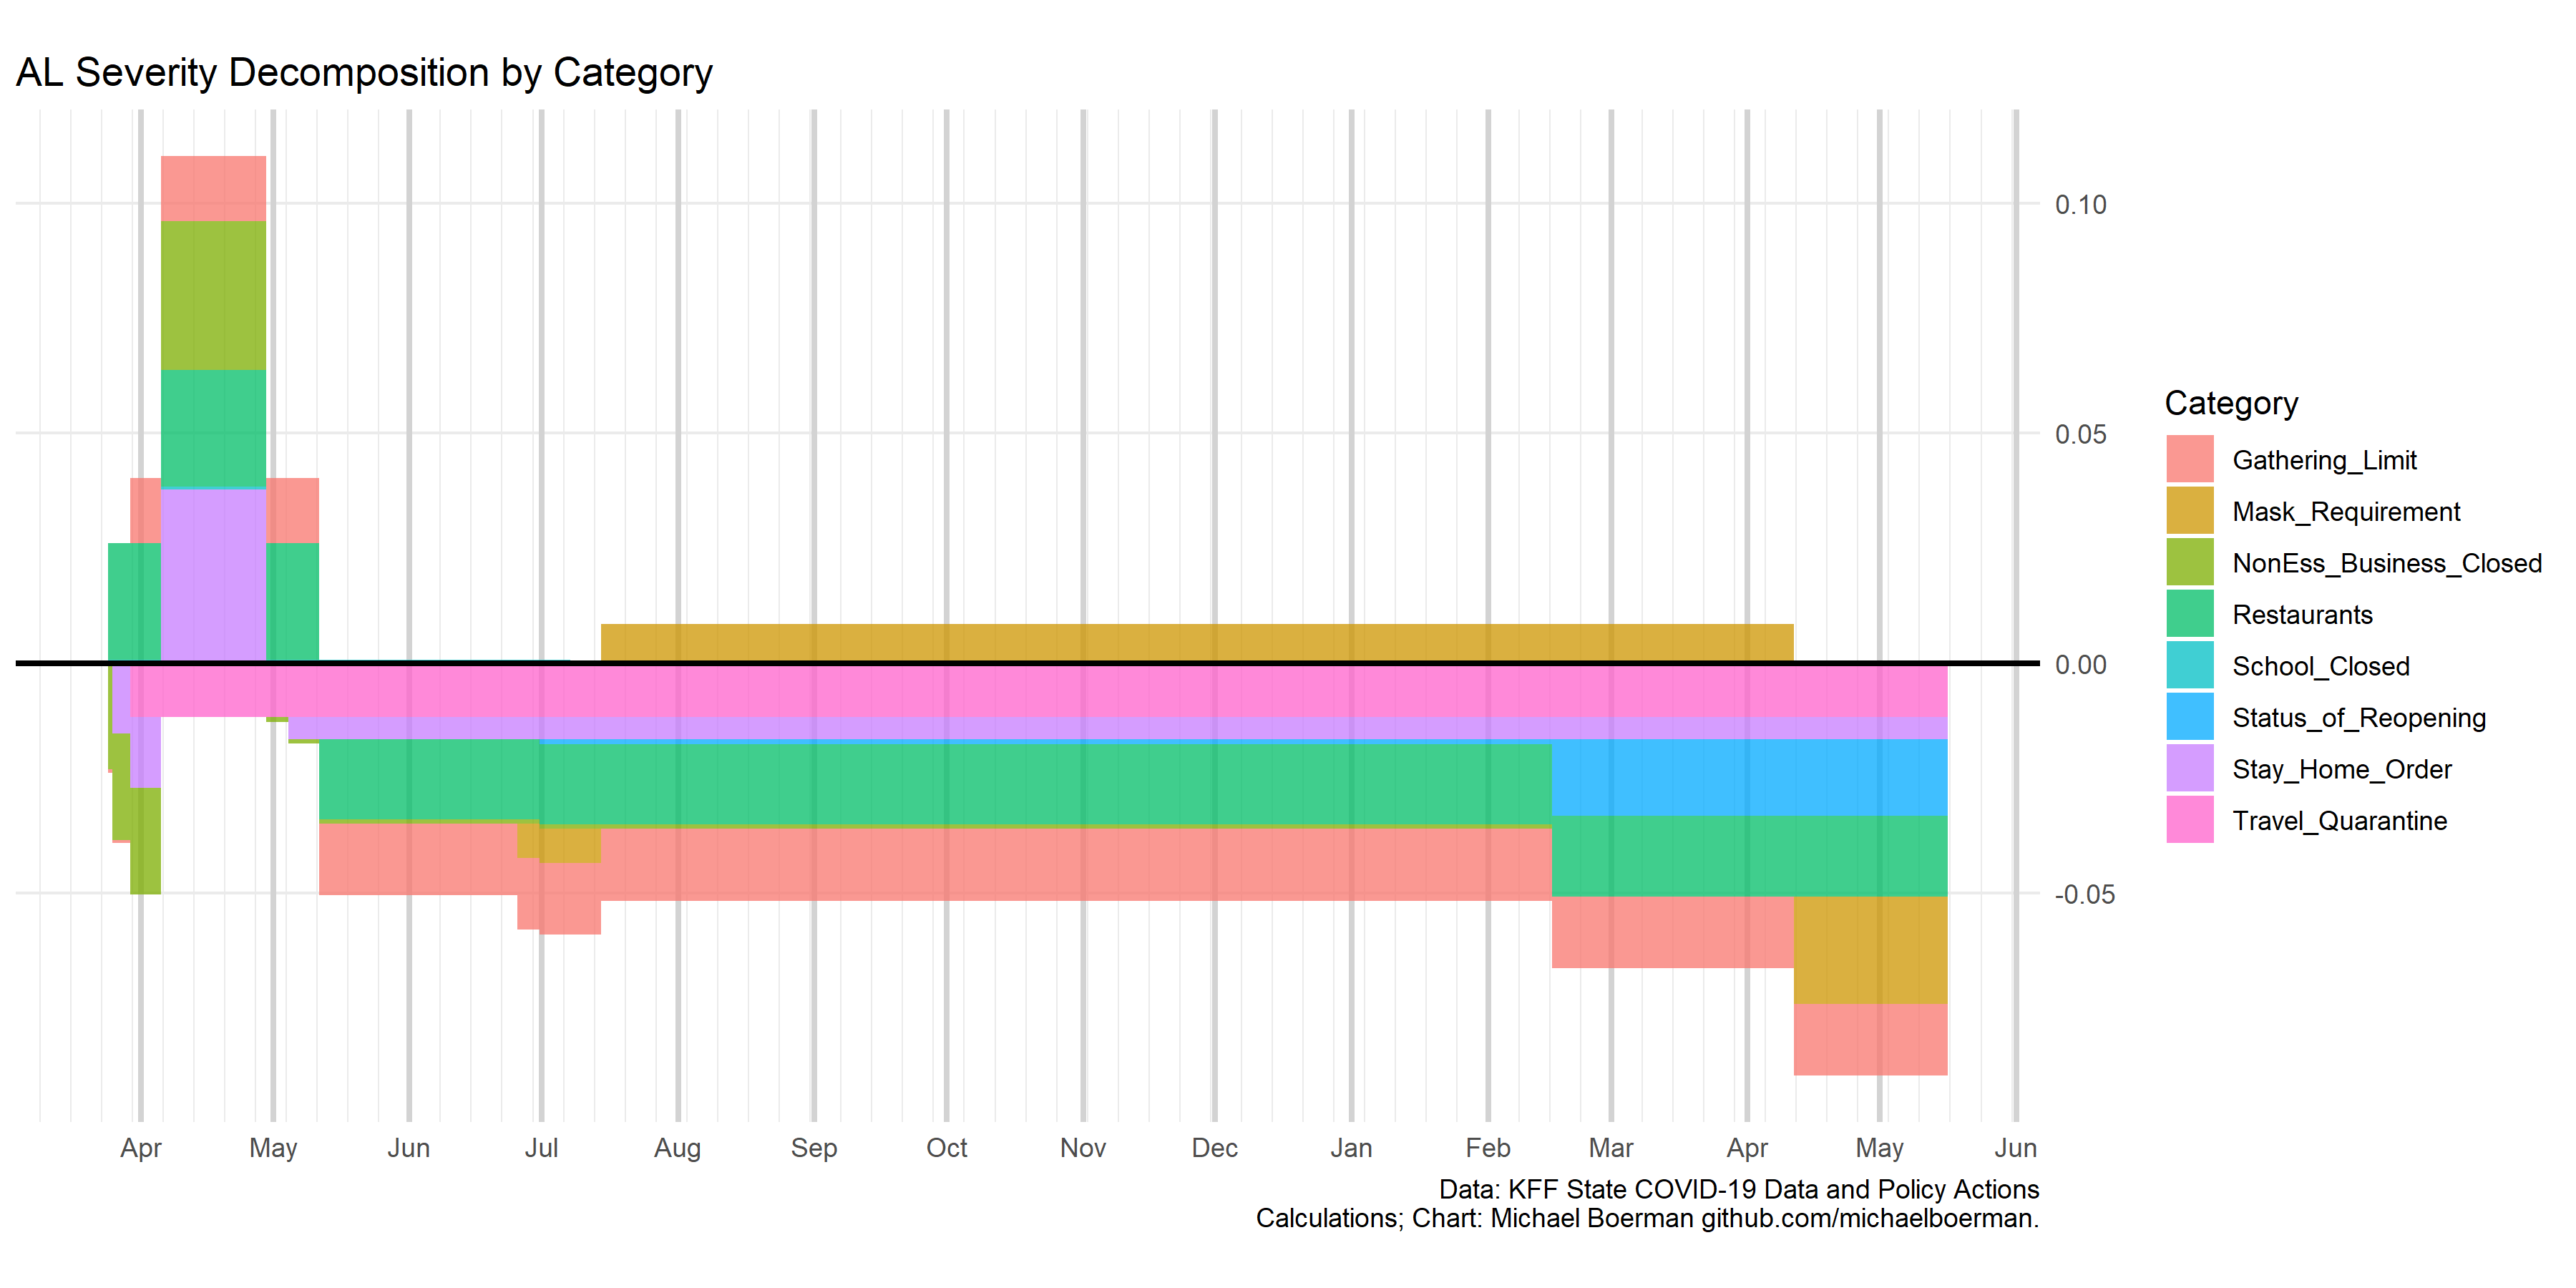 AL Severity Decomposition by Category
0.10
0.05
0.00
-0.05
Apr May Jun Jul Aug Sep Oct Nov Dec Jan Feb Mar Apr May Jun
Data: KFF State COVID-19 Data and Policy Actions
Calculations; Chart: Michael Boerman github.com/michaelboerman.
Category
Gathering_Limit
Mask_Requirement
NonEss_Business_Closed
Restaurants
School_Closed
Status_of_Reopening
Stay_Home_Order
Travel_Quarantine